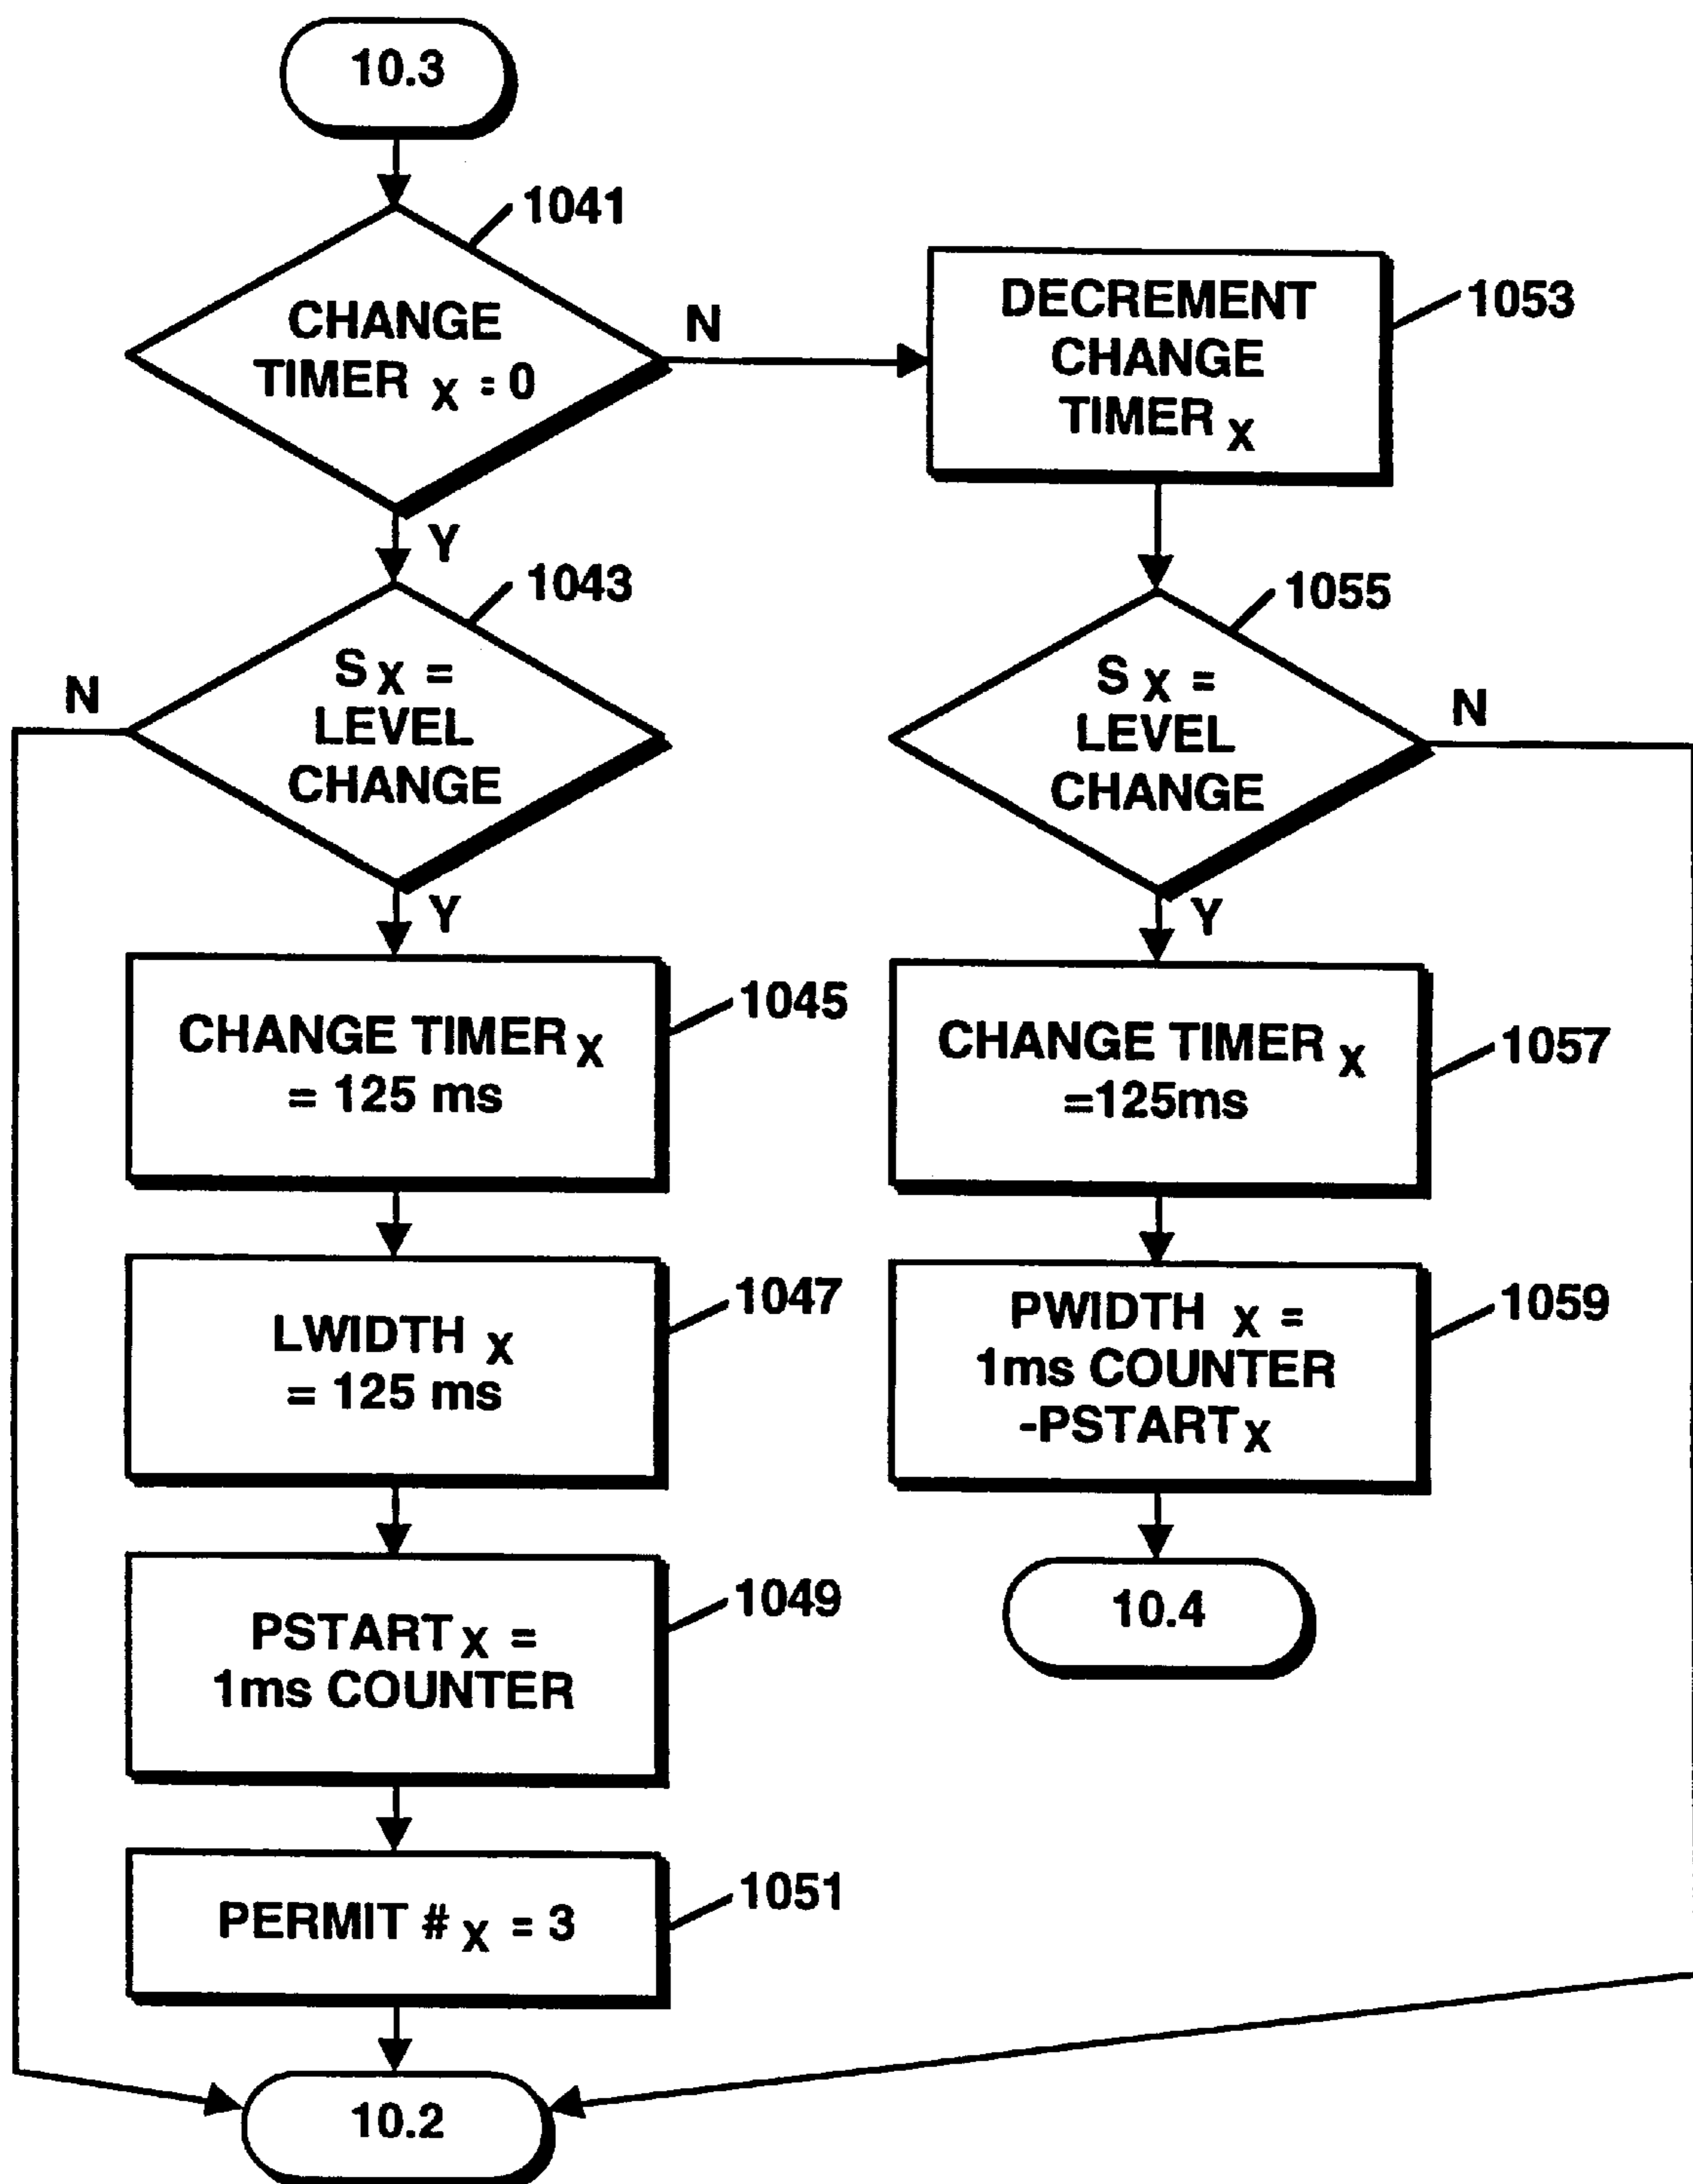 10.3
1041
CHANGE
TIMER X = 0
N
Y
DECREMENT
CHANGE
TIMER X
1053
1043
S X =
LEVEL
CHANGE
N
Y
1055
S X =
LEVEL
CHANGE
N
Y
CHANGE TIMER X
= 125 ms
1045
CHANGE TIMER X
=125ms
1057
LWIDTH X
= 125 ms
1047
PWIDTH X =
1ms COUNTER
-PSTART X
1059
PSTART X =
1ms COUNTER
1049
10.4
PERMIT # X = 3
1051
10.2